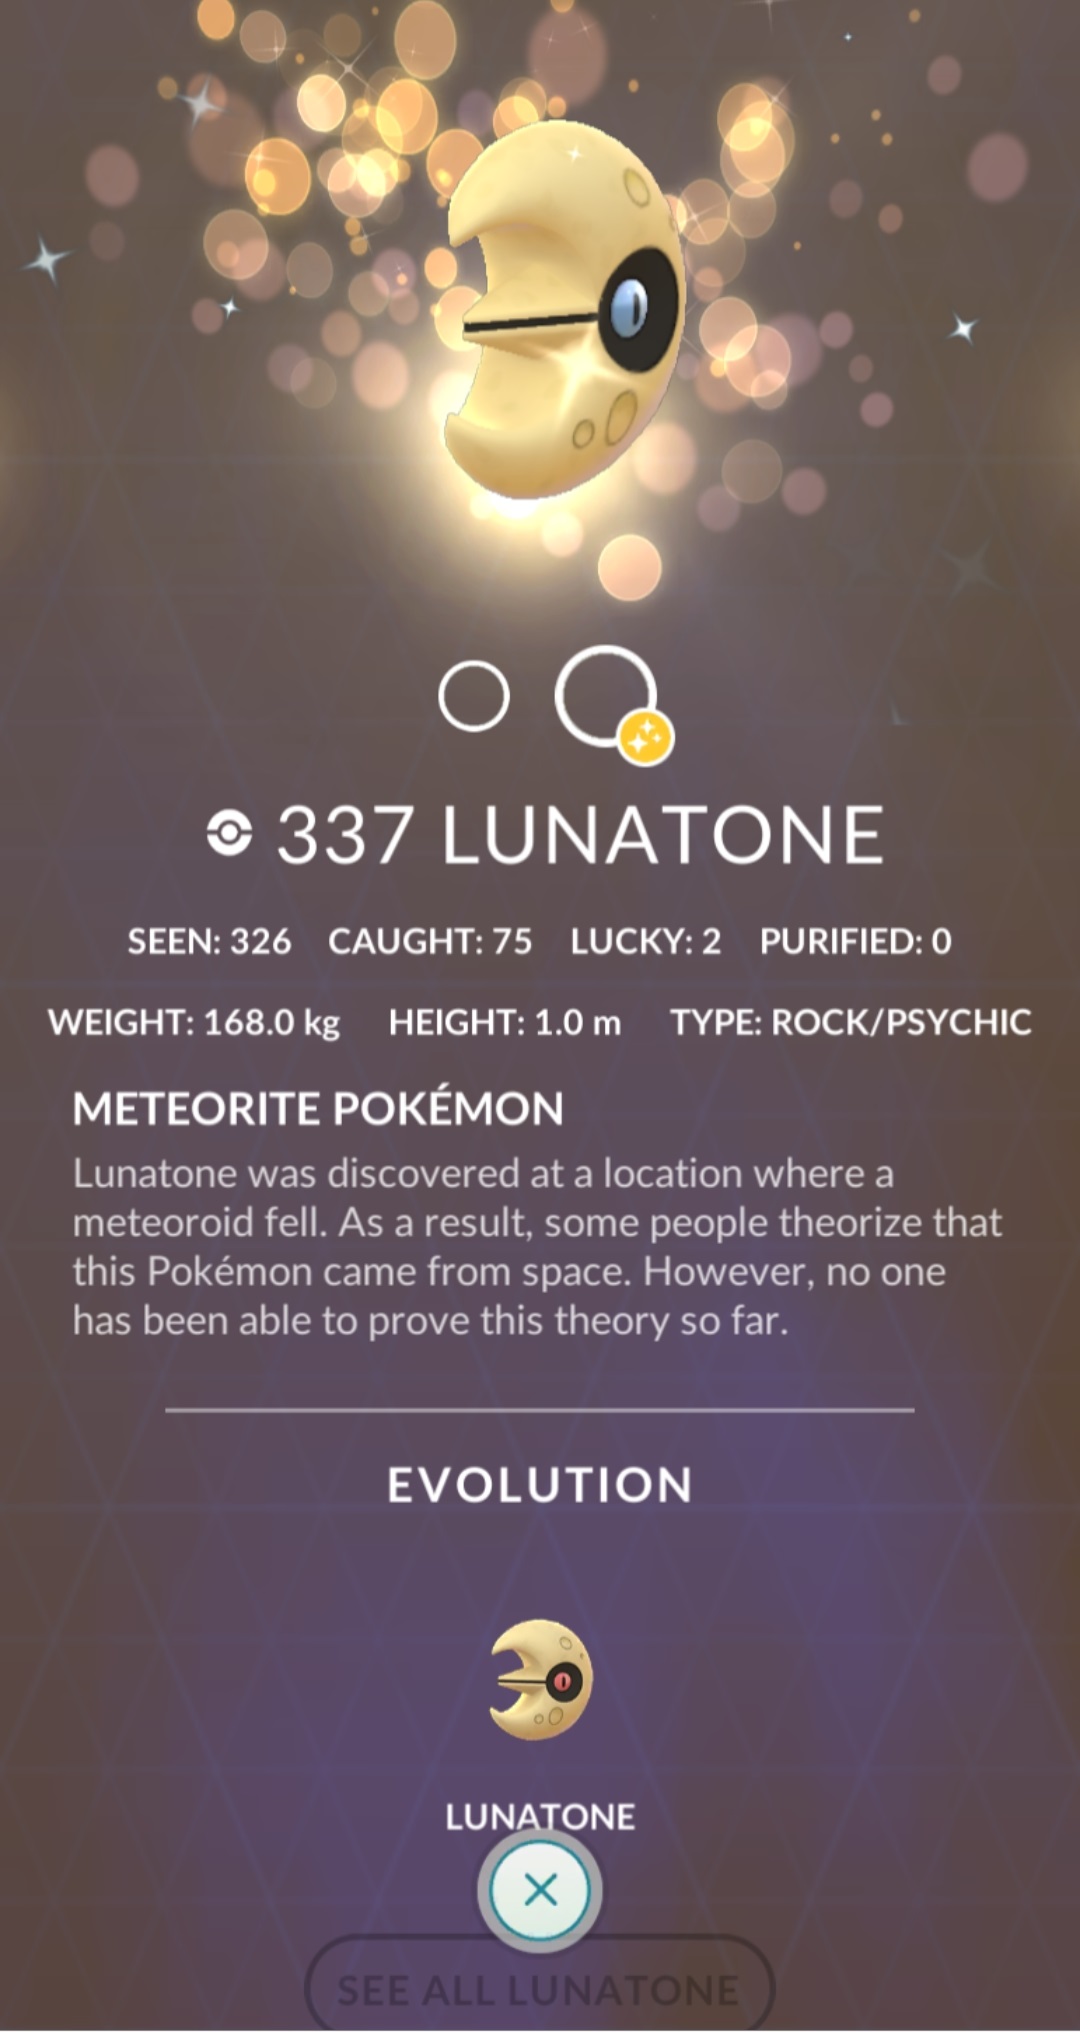 337 LUNATONE
SEEN: 326 CAUGHT: 75 LUCKY: 2 PURIFIED: 0
WEIGHT: 168.0 kg HEIGHT: 1.0 m TYPE: ROCK/PSYCHIC
METEORITE POKÉMON
Lunatone was discovered at a location where a
meteoroid fell. As a result, some people theorize that
this Pokémon came from space. However, no one
has been able to prove this theory so far.
EVOLUTION
LUNATONE
SEE ALL LUNATONE